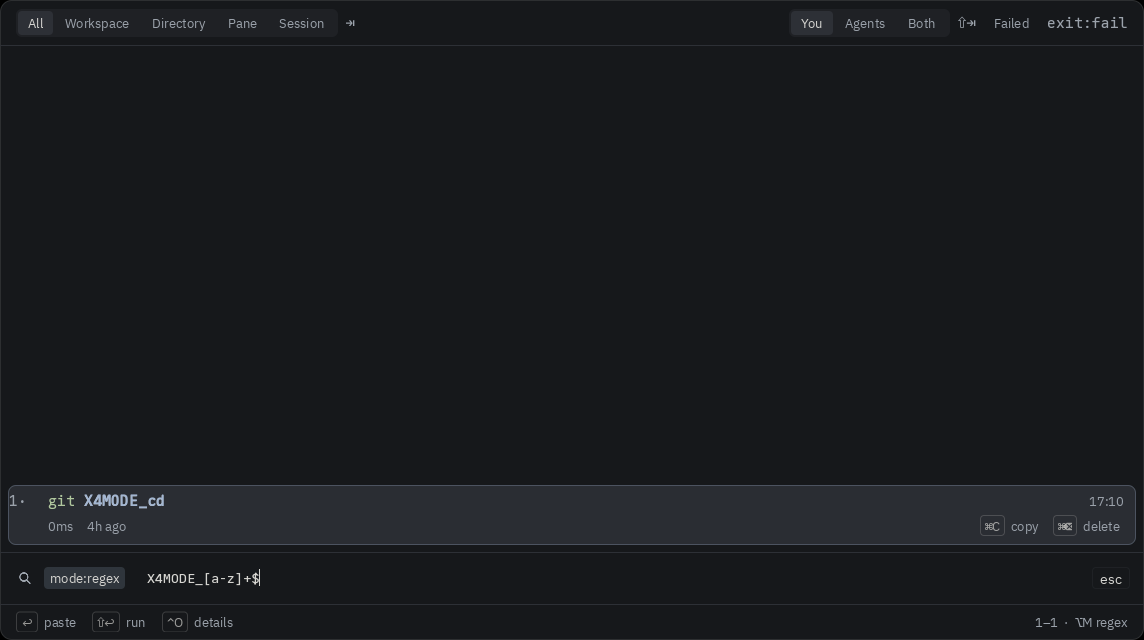 All Workspace Directory Pane Session ⇥ You Agents Both ⇧⇥ Failed exit:fail
1· git X4MODE_cd 17:10
0ms 4h ago ⌘C copy ⌘⌫ delete
mode:regex X4MODE_[a-z]+$ esc
↩ paste ⇧↩ run ^O details 1–1 · ⌥M regex